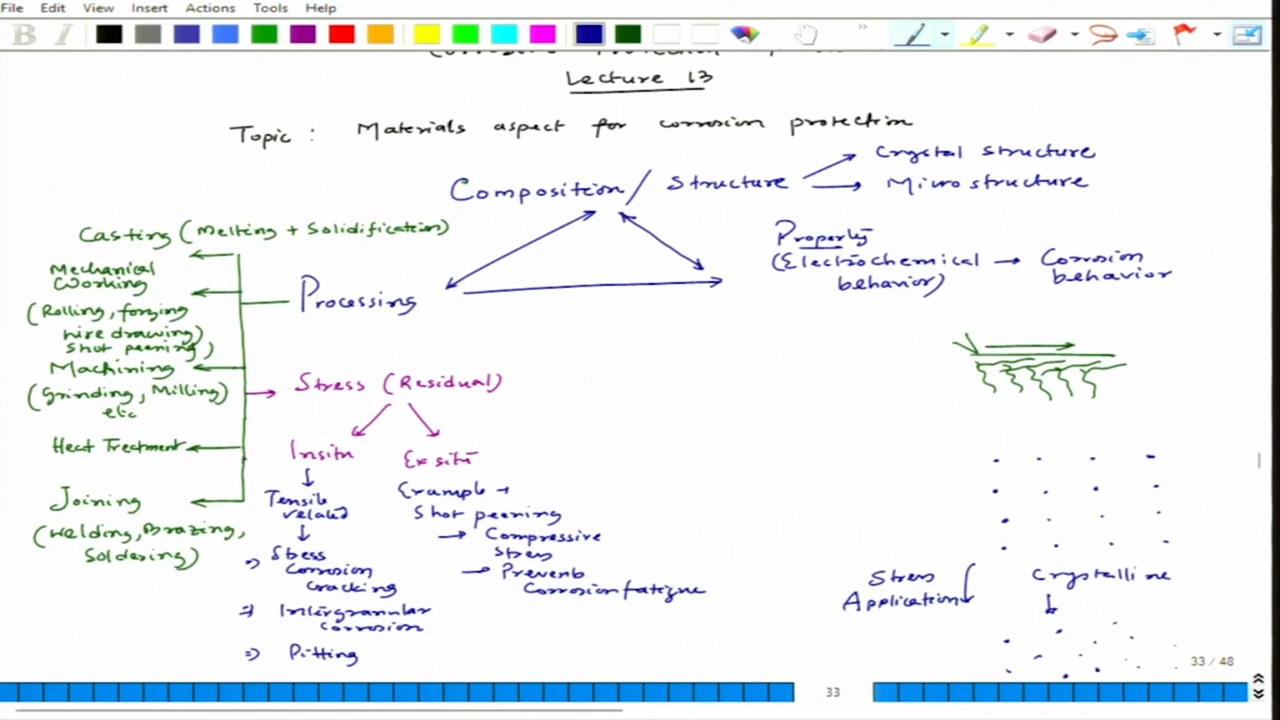 File Edit View Insert Actions Tools Help
B I
Lecture 13
Topic : Materials aspect for corrosion protection
Composition / Structure
Crystal structure
Microstructure
Property
(Electrochemical behavior)
Corrosion behavior
Processing
Casting (Melting + Solidification)
Mechanical
Working
(Rolling, forging
wire drawing)
Shot peening)
Machining
(Grinding, Milling)
etc
Heat Treatment
Joining
(Welding, Brazing,
Soldering)
Stress (Residual)
Insitu
Tensile
related
Stress
Corrosion
cracking
Intergranular
corrosion
Pitting
Ex situ
Example
Shot peening
Compressive
Stress
Prevents
Corrosion fatigue
Stress
Application
Crystalline
33 / 48
33